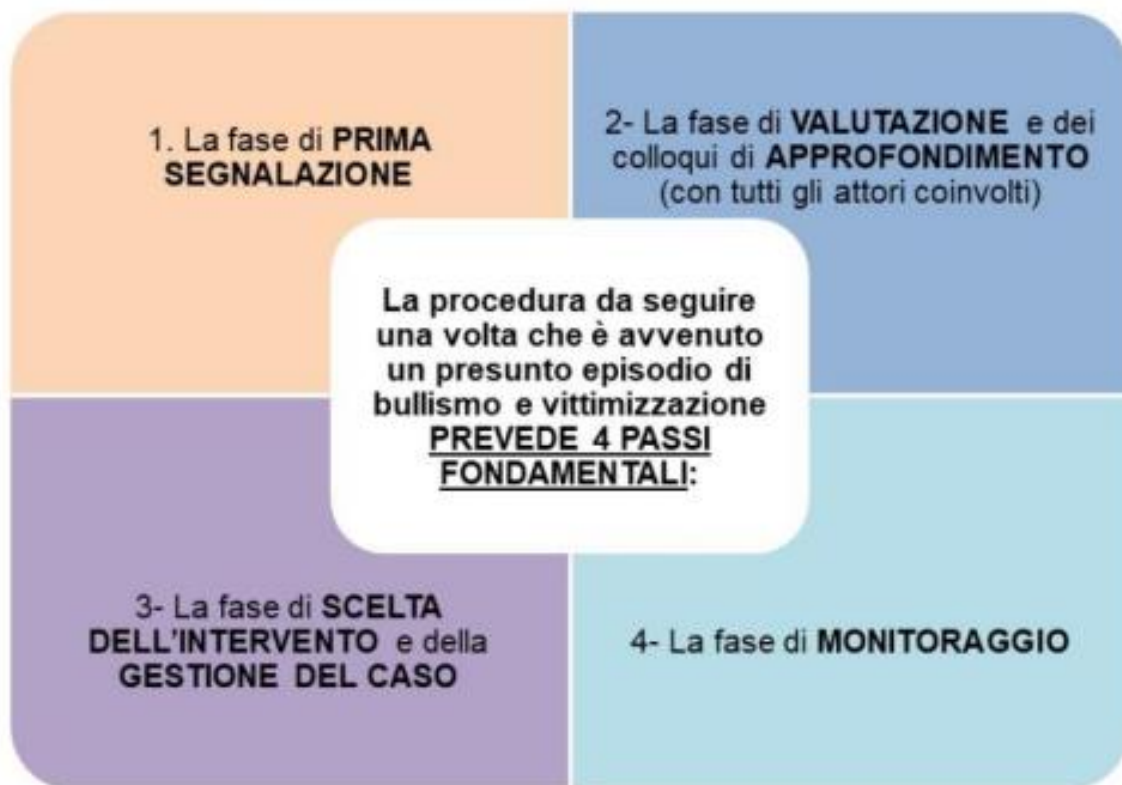 1. La fase di PRIMA
SEGNALAZIONE
2- La fase di VALUTAZIONE e dei
colloqui di APPROFONDIMENTO
(con tutti gli attori coinvolti)
La procedura da seguire
una volta che è avvenuto
un presunto episodio di
bullismo e vittimizzazione
PREVEDE 4 PASSI
FONDAMENTALI:
3- La fase di SCELTA
DELL'INTERVENTO e della
GESTIONE DEL CASO
4- La fase di MONITORAGGIO